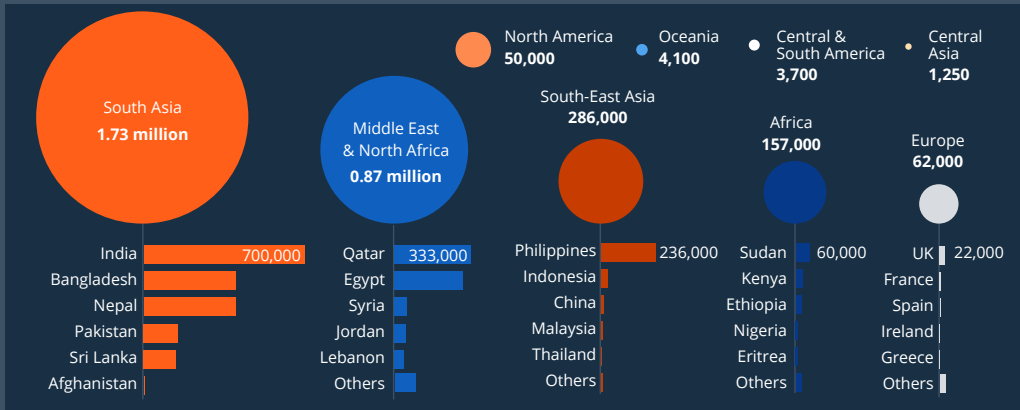 South Asia
1.73 million
India
700,000
Bangladesh
Nepal
Pakistan
Sri Lanka
Afghanistan
Middle East
& North Africa
0.87 million
Qatar
333,000
Egypt
Syria
Jordan
Lebanon
Others
North America
50,000
Oceania
4,100
Central &
South America
3,700
Central
Asia
1,250
South-East Asia
286,000
Philippines
236,000
Indonesia
China
Malaysia
Thailand
Others
Africa
157,000
Sudan
60,000
Kenya
Ethiopia
Nigeria
Eritrea
Others
Europe
62,000
UK
22,000
France
Spain
Ireland
Greece
Others